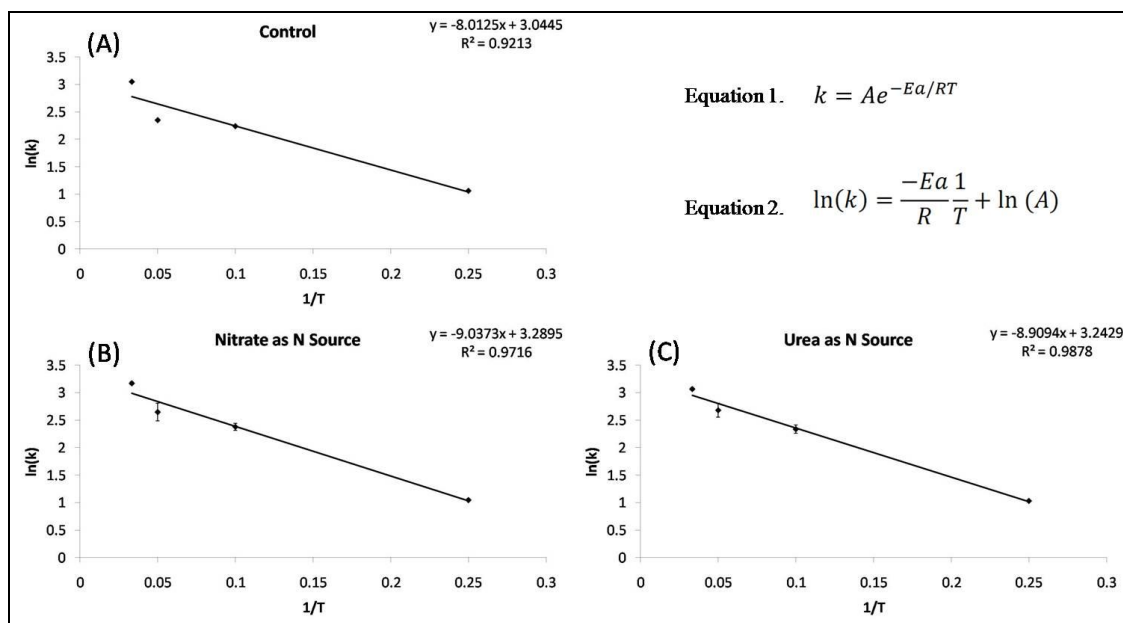 (A)
Control
y = -8.0125x + 3.0445
R² = 0.9213
3.5
3
2.5
2
1.5
1
0.5
0
ln(k)
0 0.05 0.1 0.15 0.2 0.25 0.3
1/T
Equation 1. k = Ae^{-Ea/RT}
Equation 2. ln(k) = \frac{-Ea}{R}\frac{1}{T} + ln (A)
(B)
Nitrate as N Source
y = -9.0373x + 3.2895
R² = 0.9716
3.5
3
2.5
2
1.5
1
0.5
0
ln(k)
0 0.05 0.1 0.15 0.2 0.25 0.3
1/T
(C)
Urea as N Source
y = -8.9094x + 3.2429
R² = 0.9878
3.5
3
2.5
2
1.5
1
0.5
0
ln(k)
0 0.05 0.1 0.15 0.2 0.25 0.3
1/T